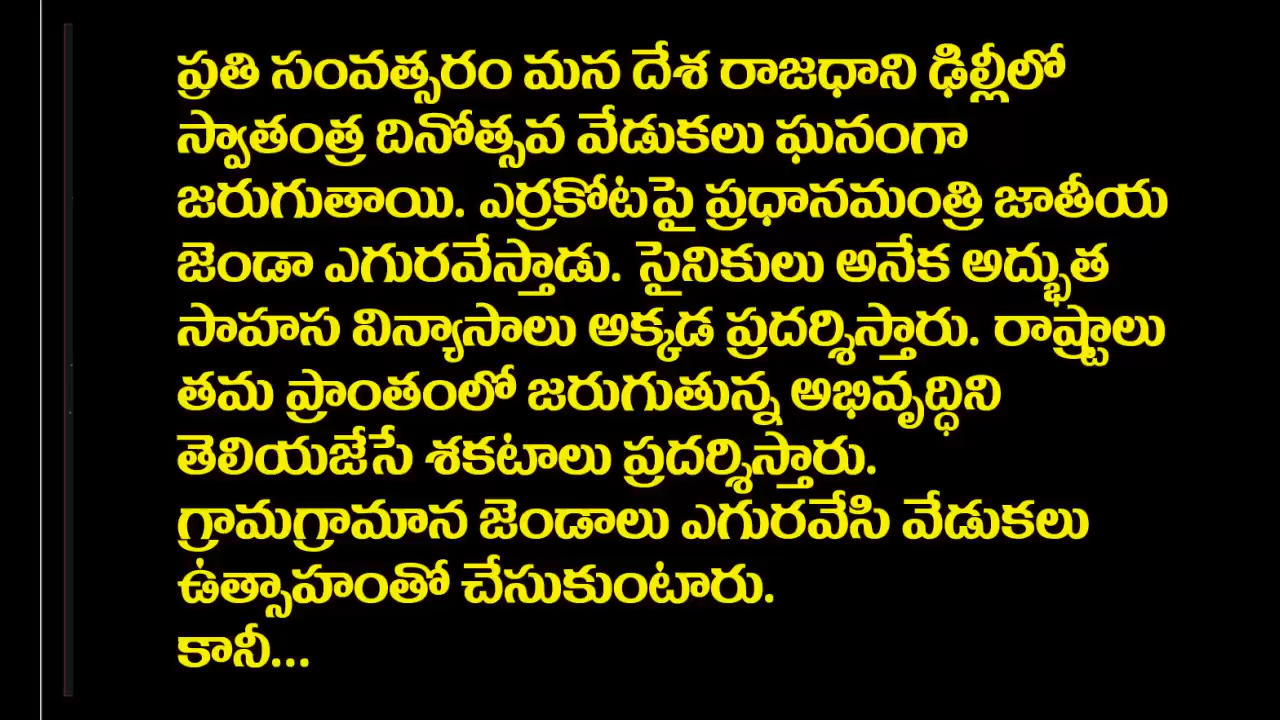 ప్రతి సంవత్సరం మన దేశ రాజధాని ఢిల్లీలో
స్వాతంత్ర దినోత్సవ వేడుకలు ఘనంగా
జరుగుతాయి. ఎర్రకోటపై ప్రధానమంత్రి జాతీయ
జెండా ఎగురవేస్తాడు. సైనికులు అనేక అద్భుత
సాహస విన్యాసాలు అక్కడ ప్రదర్శిస్తారు. రాష్ట్రాలు
తమ ప్రాంతంలో జరుగుతున్న అభివృద్ధిని
తెలియజేసే శకటాలు ప్రదర్శిస్తారు.
గ్రామగ్రామాన జెండాలు ఎగురవేసి వేడుకలు
ఉత్సాహంతో చేసుకుంటారు.
కానీ...